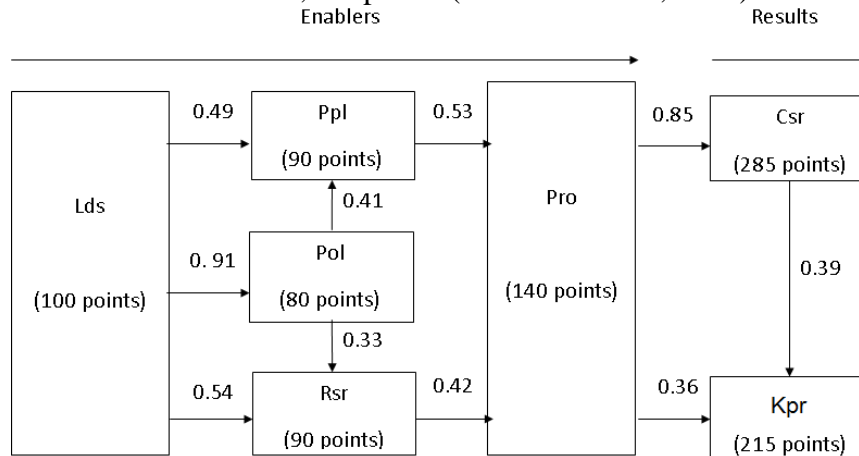 Enablers
Results
0.49
Ppl
(90 points)
0.53
0.85
Csr
(285 points)
Lds
(100 points)
0.41
Pro
(140 points)
0. 91
Pol
(80 points)
0.39
0.33
0.54
Rsr
(90 points)
0.42
0.36
Kpr
(215 points)